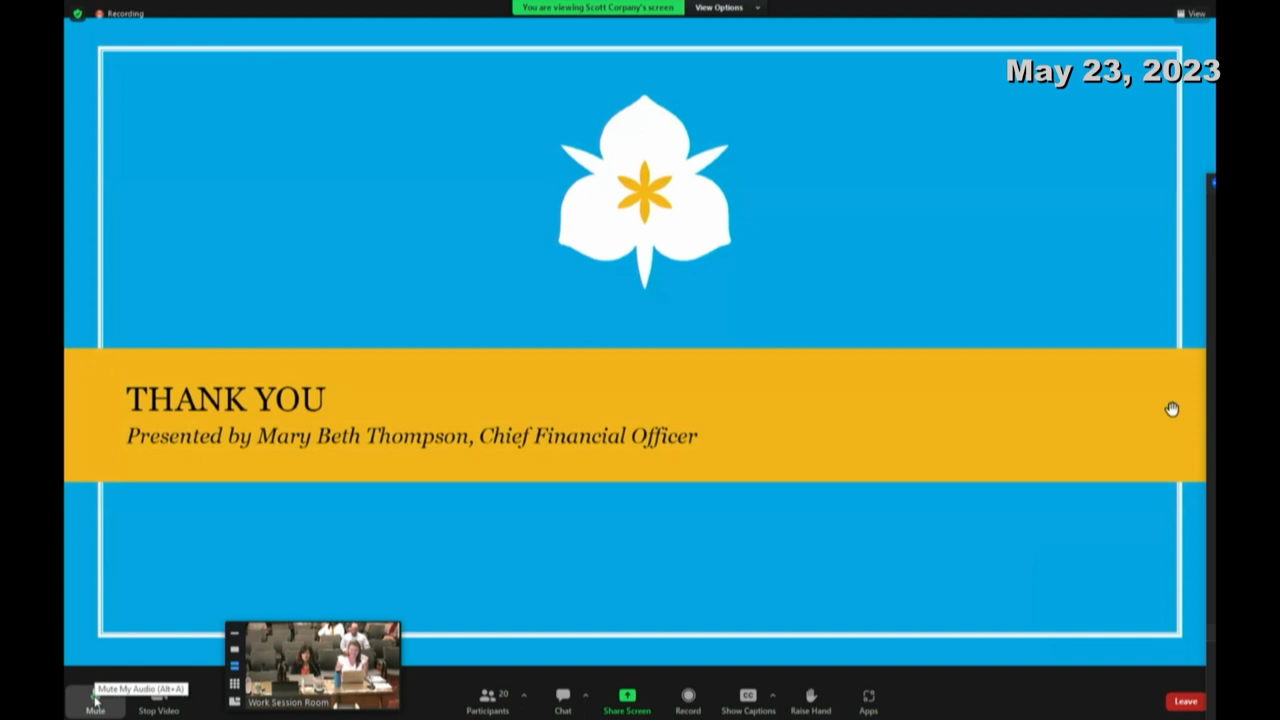 Recording
You are viewing Scott Corpany's screen
View Options
View
May 23, 2023
THANK YOU
Presented by Mary Beth Thompson, Chief Financial Officer
Mute My Audio (Alt+A)
Work Session Room
Mute
Stop Video
20
Participants
Chat
Share Screen
Record
CC
Show Captions
Raise Hand
Apps
Leave